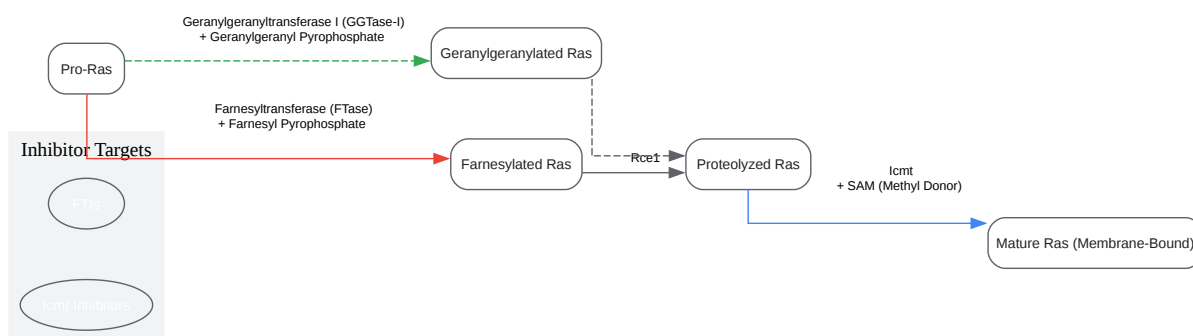 Geranylgeranyltransferase I (GGTase-I)
+ Geranylgeranyl Pyrophosphate
Pro-Ras
Geranylgeranylated Ras
Farnesyltransferase (FTase)
+ Farnesyl Pyrophosphate
Inhibitor Targets
Farnesylated Ras
Rce1
Proteolyzed Ras
Icmt
+ SAM (Methyl Donor)
FTIs
Mature Ras (Membrane-Bound)
Icmt Inhibitors